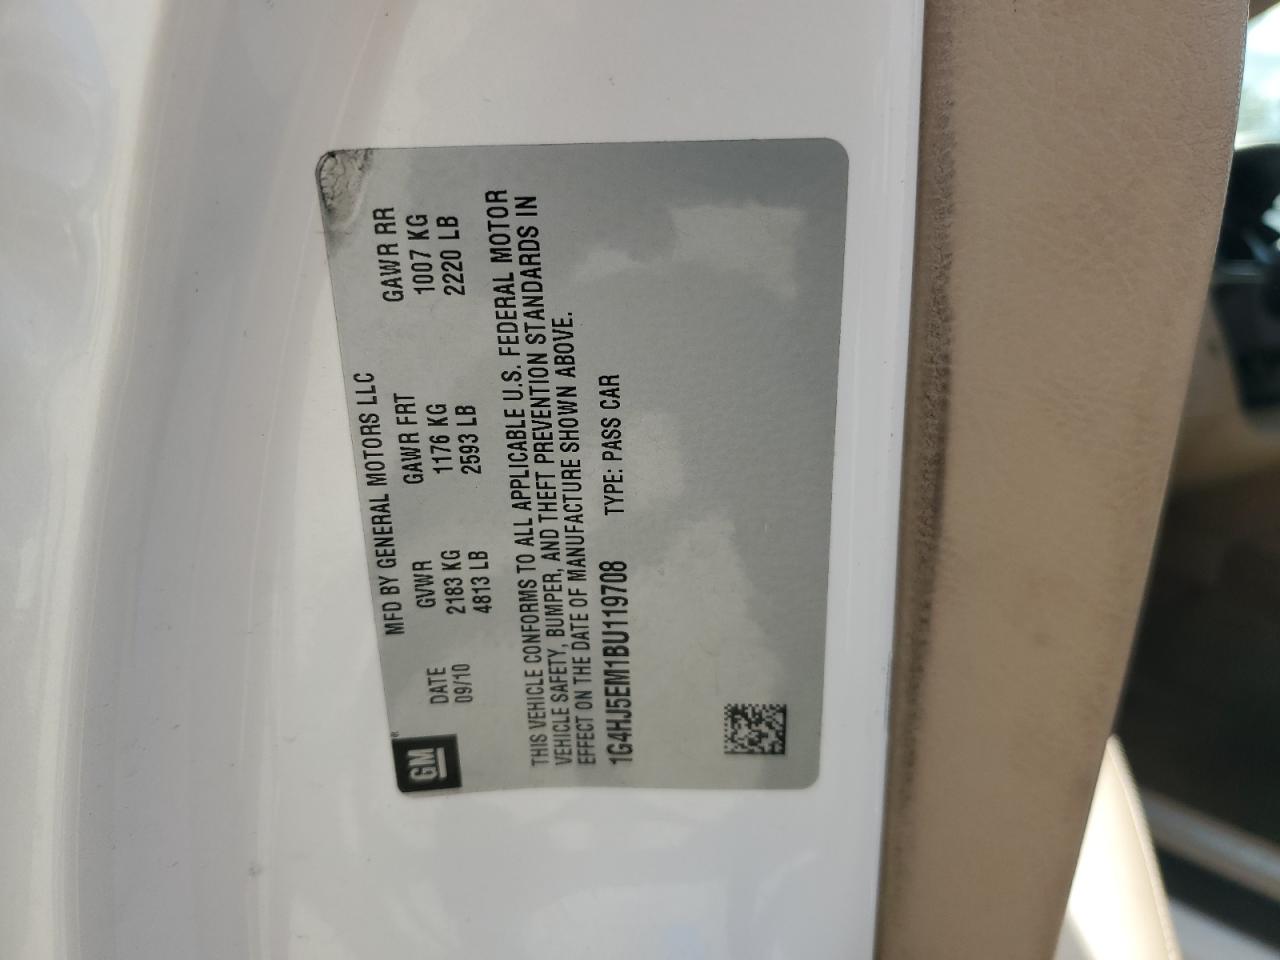 GM®
MFD BY GENERAL MOTORS LLC
DATE GVWR GAWR FRT GAWR RR
09/10 2183 KG 1176 KG 1007 KG
4813 LB 2593 LB 2220 LB
THIS VEHICLE CONFORMS TO ALL APPLICABLE U.S. FEDERAL MOTOR
VEHICLE SAFETY, BUMPER, AND THEFT PREVENTION STANDARDS IN
EFFECT ON THE DATE OF MANUFACTURE SHOWN ABOVE.
1G4HJ5EM1BU119708 TYPE: PASS CAR